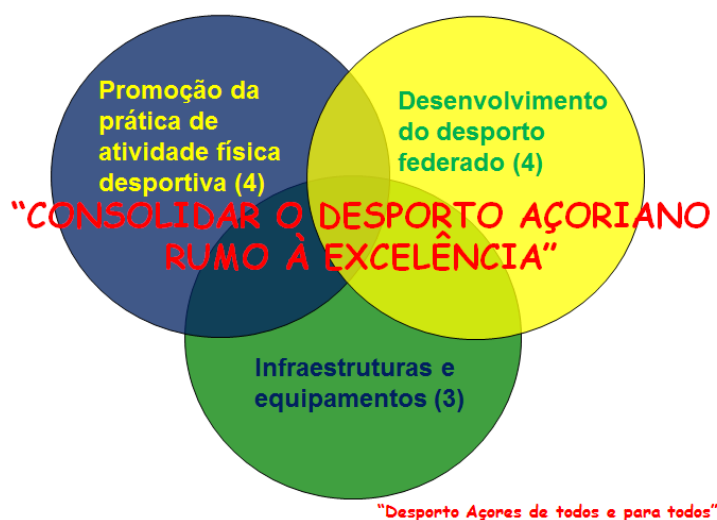 Promoção da
prática de
atividade física
desportiva (4)
Desenvolvimento
do desporto
federado (4)
“CONSOLIDAR O DESPORTO AÇORIANO
RUMO À EXCELÊNCIA”
Infraestruturas e
equipamentos (3)
“Desporto Açores de todos e para todos”